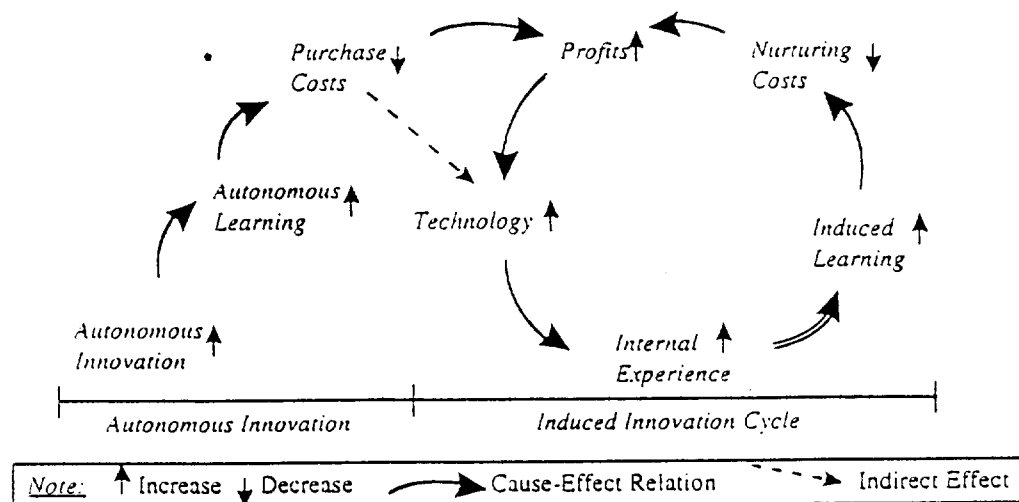 Purchase
Costs
Profits
Nurturing
Costs
Autonomous
Learning
Technology
Induced
Learning
Autonomous
Innovation
Internal
Experience
Autonomous Innovation
Induced Innovation Cycle
Note: Increase Decrease Cause-Effect Relation Indirect Effect